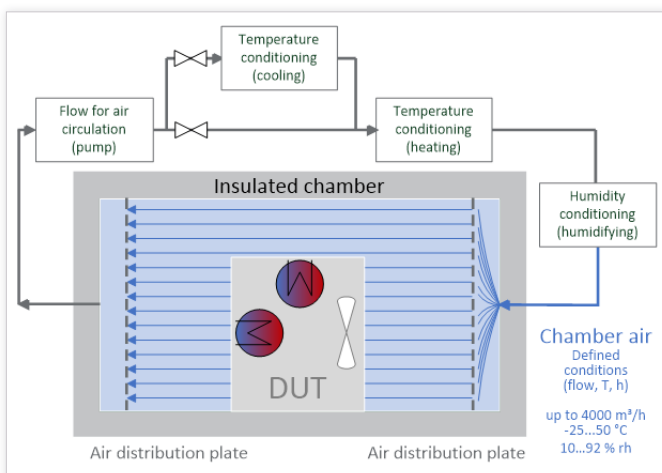 Temperature
conditioning
(cooling)
Flow for air
circulation
(pump)
Temperature
conditioning
(heating)
Insulated chamber
Humidity
conditioning
(humidifying)
DUT
Chamber air
Defined
conditions
(flow, T, h)
up to 4000 m³/h
-25...50 °C
10...92 % rh
Air distribution plate
Air distribution plate